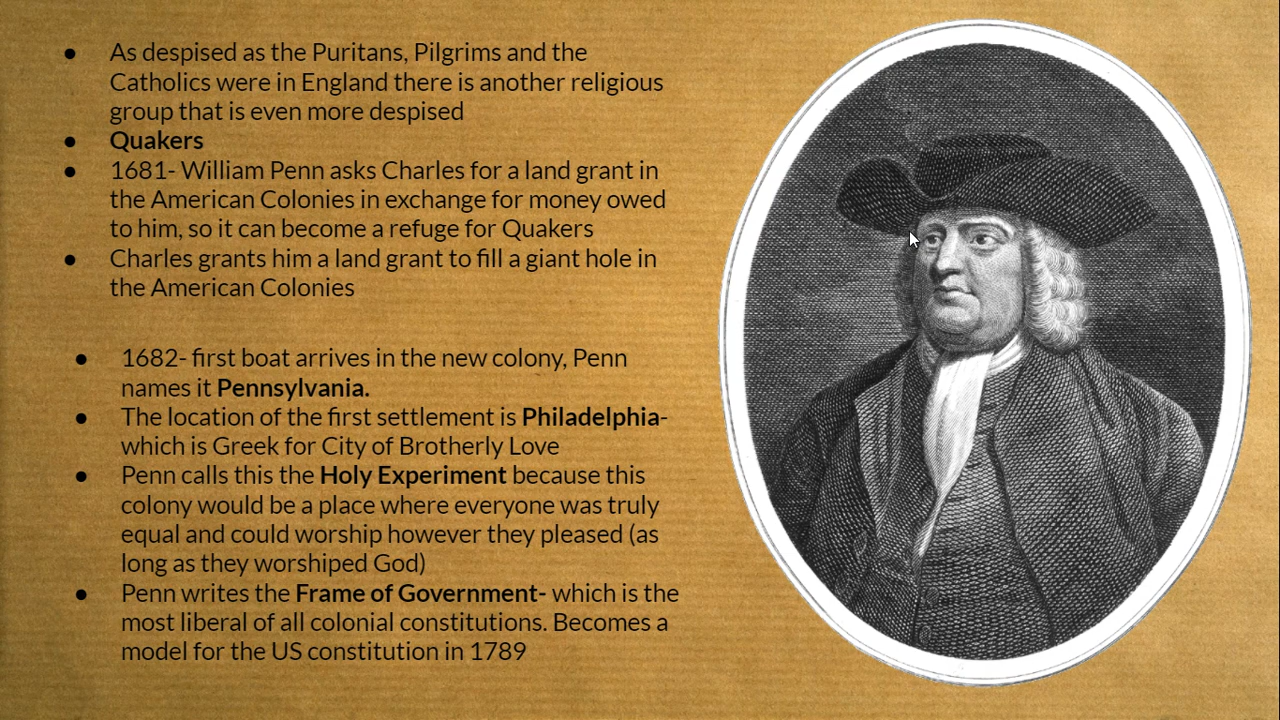 ● As despised as the Puritans, Pilgrims and the
Catholics were in England there is another religious
group that is even more despised
● Quakers
● 1681- William Penn asks Charles for a land grant in
the American Colonies in exchange for money owed
to him, so it can become a refuge for Quakers
● Charles grants him a land grant to fill a giant hole in
the American Colonies
● 1682- first boat arrives in the new colony, Penn
names it Pennsylvania.
● The location of the first settlement is Philadelphia-
which is Greek for City of Brotherly Love
● Penn calls this the Holy Experiment because this
colony would be a place where everyone was truly
equal and could worship however they pleased (as
long as they worshiped God)
● Penn writes the Frame of Government- which is the
most liberal of all colonial constitutions. Becomes a
model for the US constitution in 1789